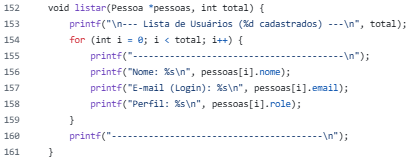 152 void listar(Pessoa *pessoas, int total) {
153 printf("\n--- Lista de Usuários (%d cadastrados) ---\n", total);
154 for (int i = 0; i < total; i++) {
155 printf("----------------------------------------\n");
156 printf("Nome: %s\n", pessoas[i].nome);
157 printf("E-mail (Login): %s\n", pessoas[i].email);
158 printf("Perfil: %s\n", pessoas[i].role);
159 }
160 printf("----------------------------------------\n");
161 }